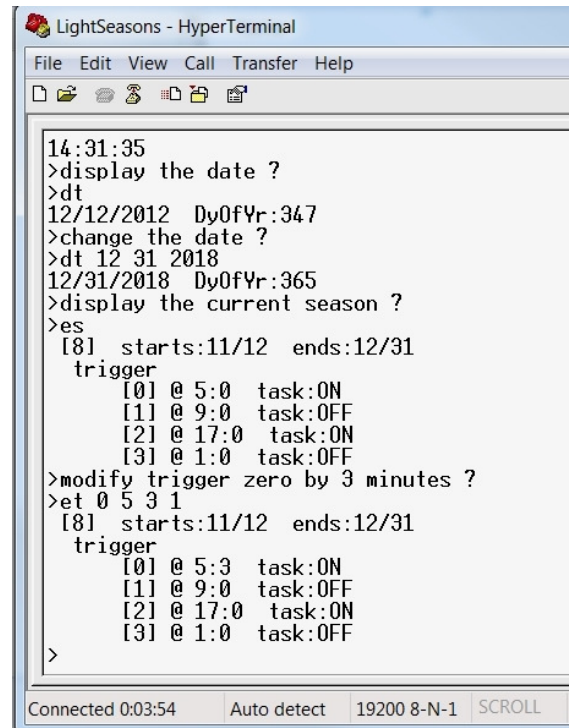 LightSeasons - HyperTerminal
File Edit View Call Transfer Help
14:31:35
>display the date ?
>dt
12/12/2012 DyOfYr:347
>change the date ?
>dt 12 31 2018
12/31/2018 DyOfYr:365
>display the current season ?
>es
[8] starts:11/12 ends:12/31
trigger
[0] @ 5:0 task:ON
[1] @ 9:0 task:OFF
[2] @ 17:0 task:ON
[3] @ 1:0 task:OFF
>modify trigger zero by 3 minutes ?
>et 0 5 3 1
[8] starts:11/12 ends:12/31
trigger
[0] @ 5:3 task:ON
[1] @ 9:0 task:OFF
[2] @ 17:0 task:ON
[3] @ 1:0 task:OFF
>
Connected 0:03:54 Auto detect 19200 8-N-1 SCROLL